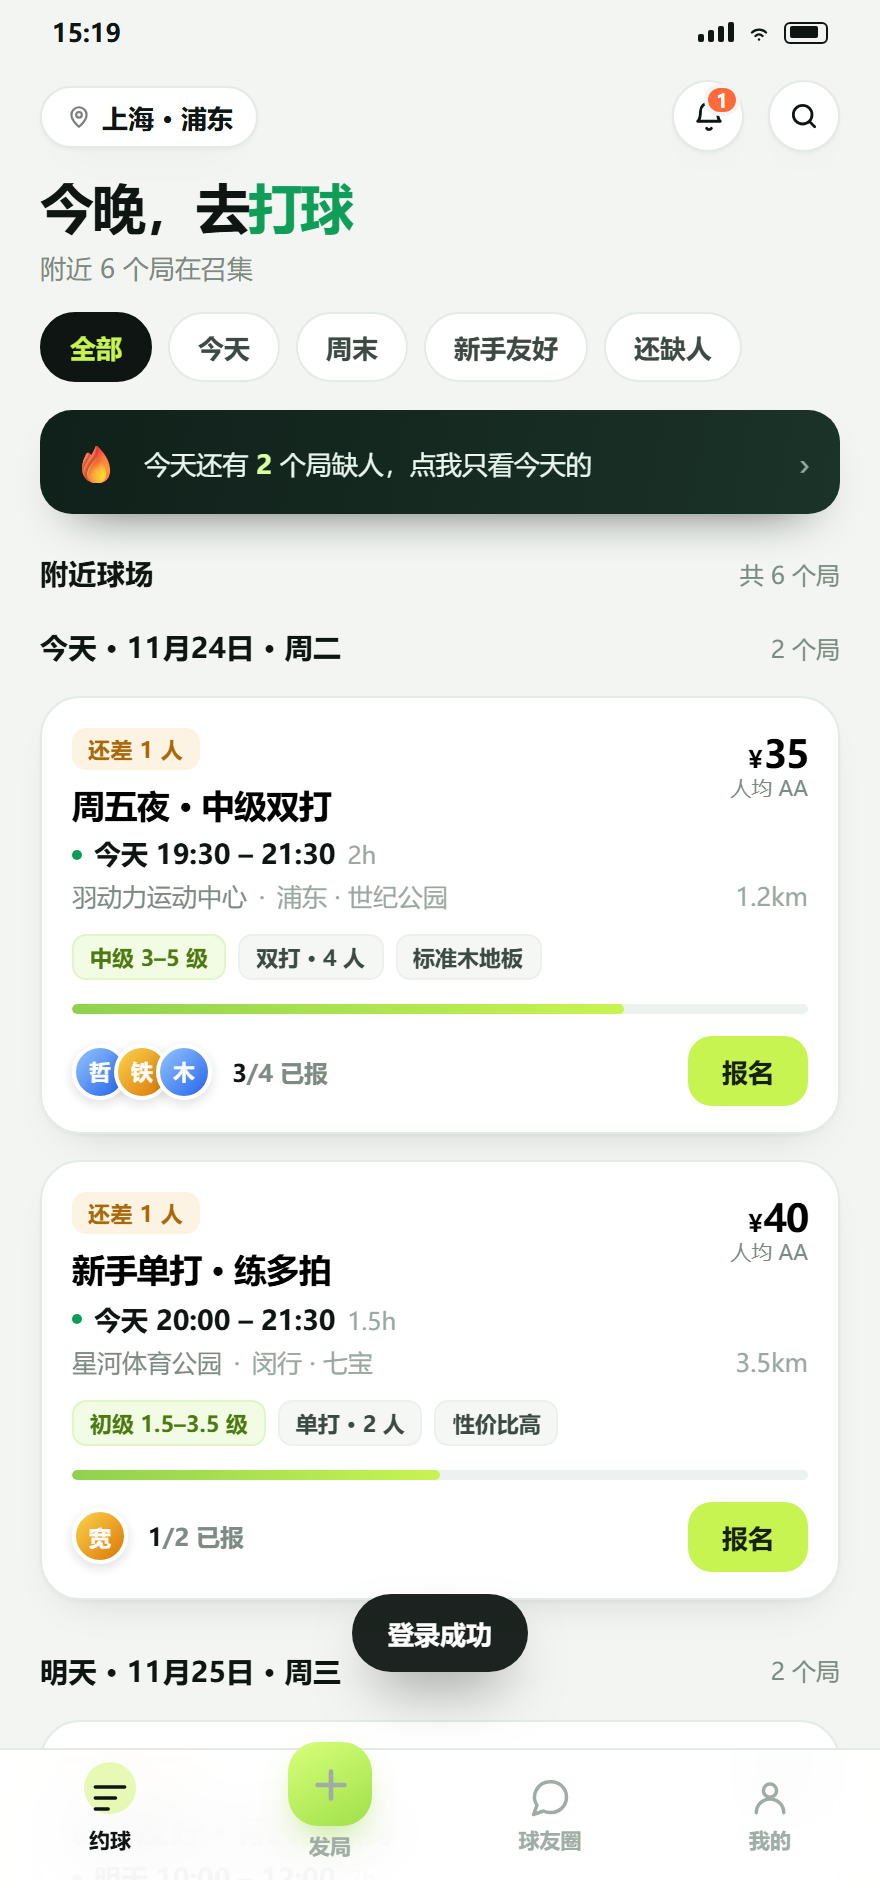 15:19
上海 • 浦东
1
今晚，去打球
附近 6 个局在召集
全部 今天 周末 新手友好 还缺人
今天还有 2 个局缺人，点我只看今天的 ›
附近球场 共 6 个局
今天 • 11月24日 • 周二 2 个局
还差 1 人
¥35
人均 AA
周五夜 • 中级双打
今天 19:30 – 21:30 2h
羽动力运动中心 · 浦东 · 世纪公园 1.2km
中级 3–5 级 双打 • 4 人 标准木地板
哲 铁 木 3/4 已报 报名
还差 1 人
¥40
人均 AA
新手单打 • 练多拍
今天 20:00 – 21:30 1.5h
星河体育公园 · 闵行 · 七宝 3.5km
初级 1.5–3.5 级 单打 • 2 人 性价比高
宽 1/2 已报 报名
登录成功
明天 • 11月25日 • 周三 2 个局
约球 发局 球友圈 我的
明天 10:00 – 12:00 2h